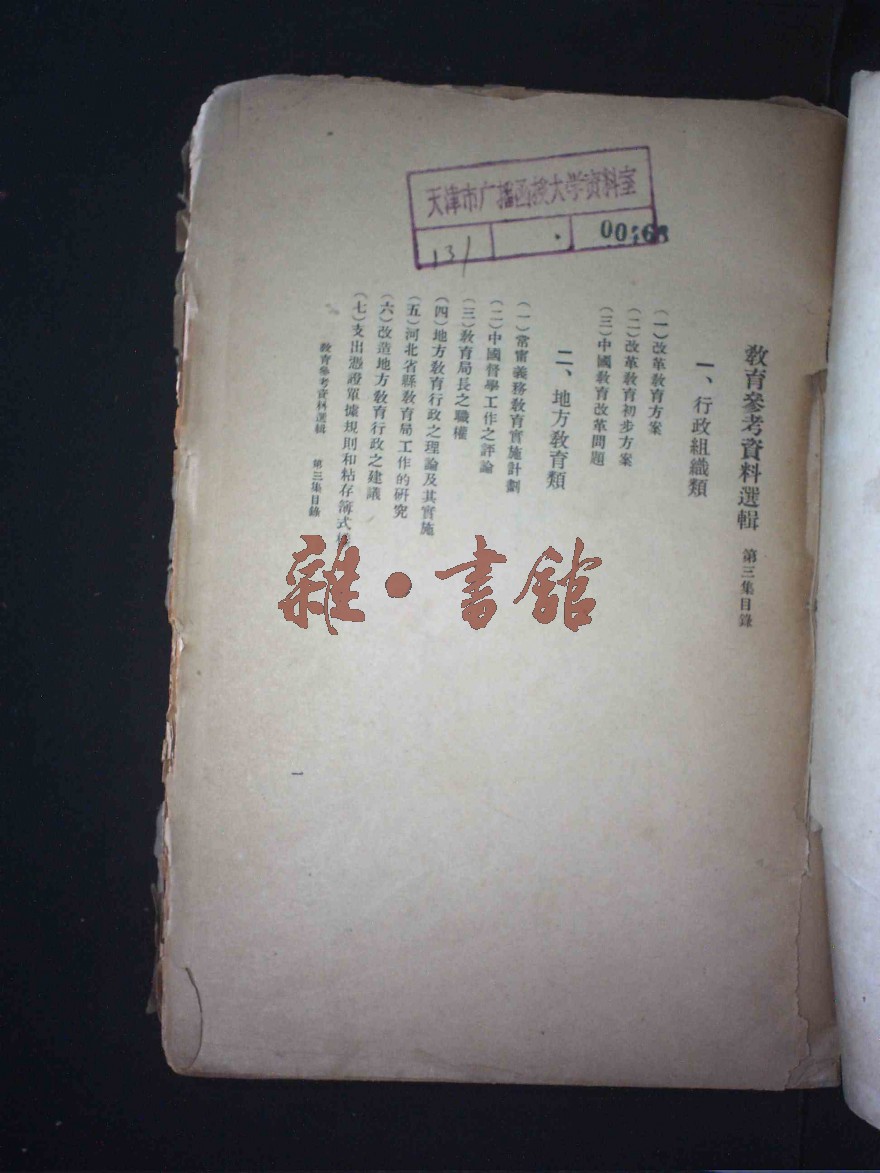 天津市广播函授大学資料室
131
教育參考資料選輯 第三集目錄
一、行政組織類
(一)改革教育方案
(二)改革教育初步方案
(三)中國教育改革問題
二、地方教育類
(一)常甯義務教育實施計劃
(二)中國督學工作之評論
(三)教育局長之職權
(四)地方教育行政之理論及其實施
(五)河北省縣教育局工作的研究
(六)改造地方教育行政之建議
(七)支出憑證單據規則和粘存簿式樣
教育參考資料選輯 第三集目錄
一
雜·書館